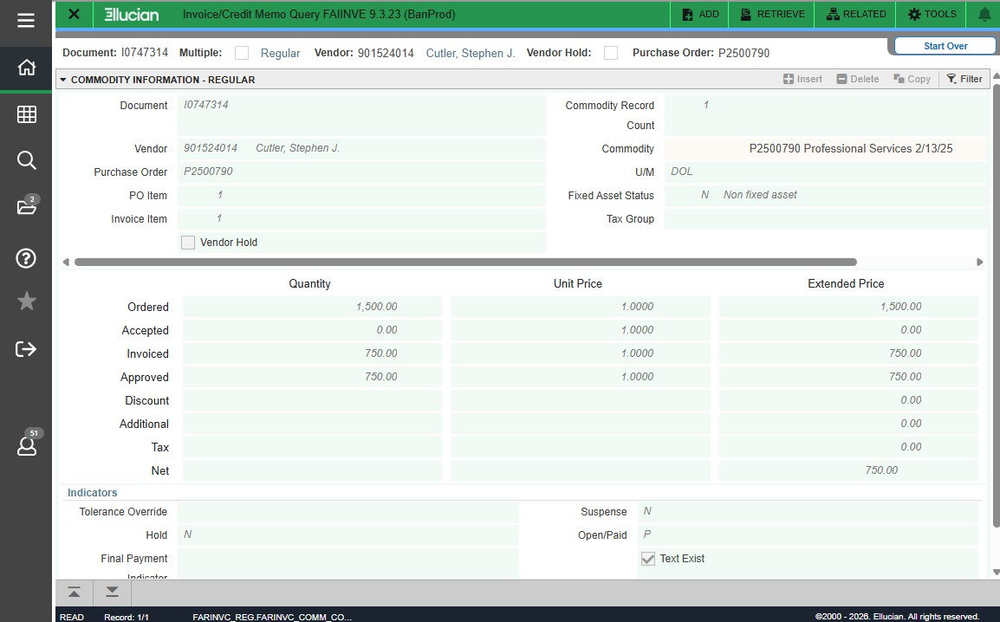 Ellucian Invoice/Credit Memo Query FAIINVE 9.3.23 (BanProd) ADD RETRIEVE RELATED TOOLS
Start Over
Document: I0747314 Multiple: Regular Vendor: 901524014 Cutler, Stephen J. Vendor Hold: Purchase Order: P2500790
COMMODITY INFORMATION - REGULAR Insert Delete Copy Filter
Document I0747314 Commodity Record 1
Count
Vendor 901524014 Cutler, Stephen J. Commodity P2500790 Professional Services 2/13/25
Purchase Order P2500790 U/M DOL
PO Item 1 Fixed Asset Status N Non fixed asset
Invoice Item 1 Tax Group
Vendor Hold
Quantity Unit Price Extended Price
Ordered 1,500.00 1.0000 1,500.00
Accepted 0.00 1.0000 0.00
Invoiced 750.00 1.0000 750.00
Approved 750.00 1.0000 750.00
Discount 0.00
Additional 0.00
Tax 0.00
Net 750.00
Indicators
Tolerance Override Suspense N
Hold N Open/Paid P
Final Payment Text Exist
Indicator
2
51
READ Record: 1/1 FARINVC_REG.FARINVC_COMM_CO... ©2000 - 2026. Ellucian. All rights reserved.